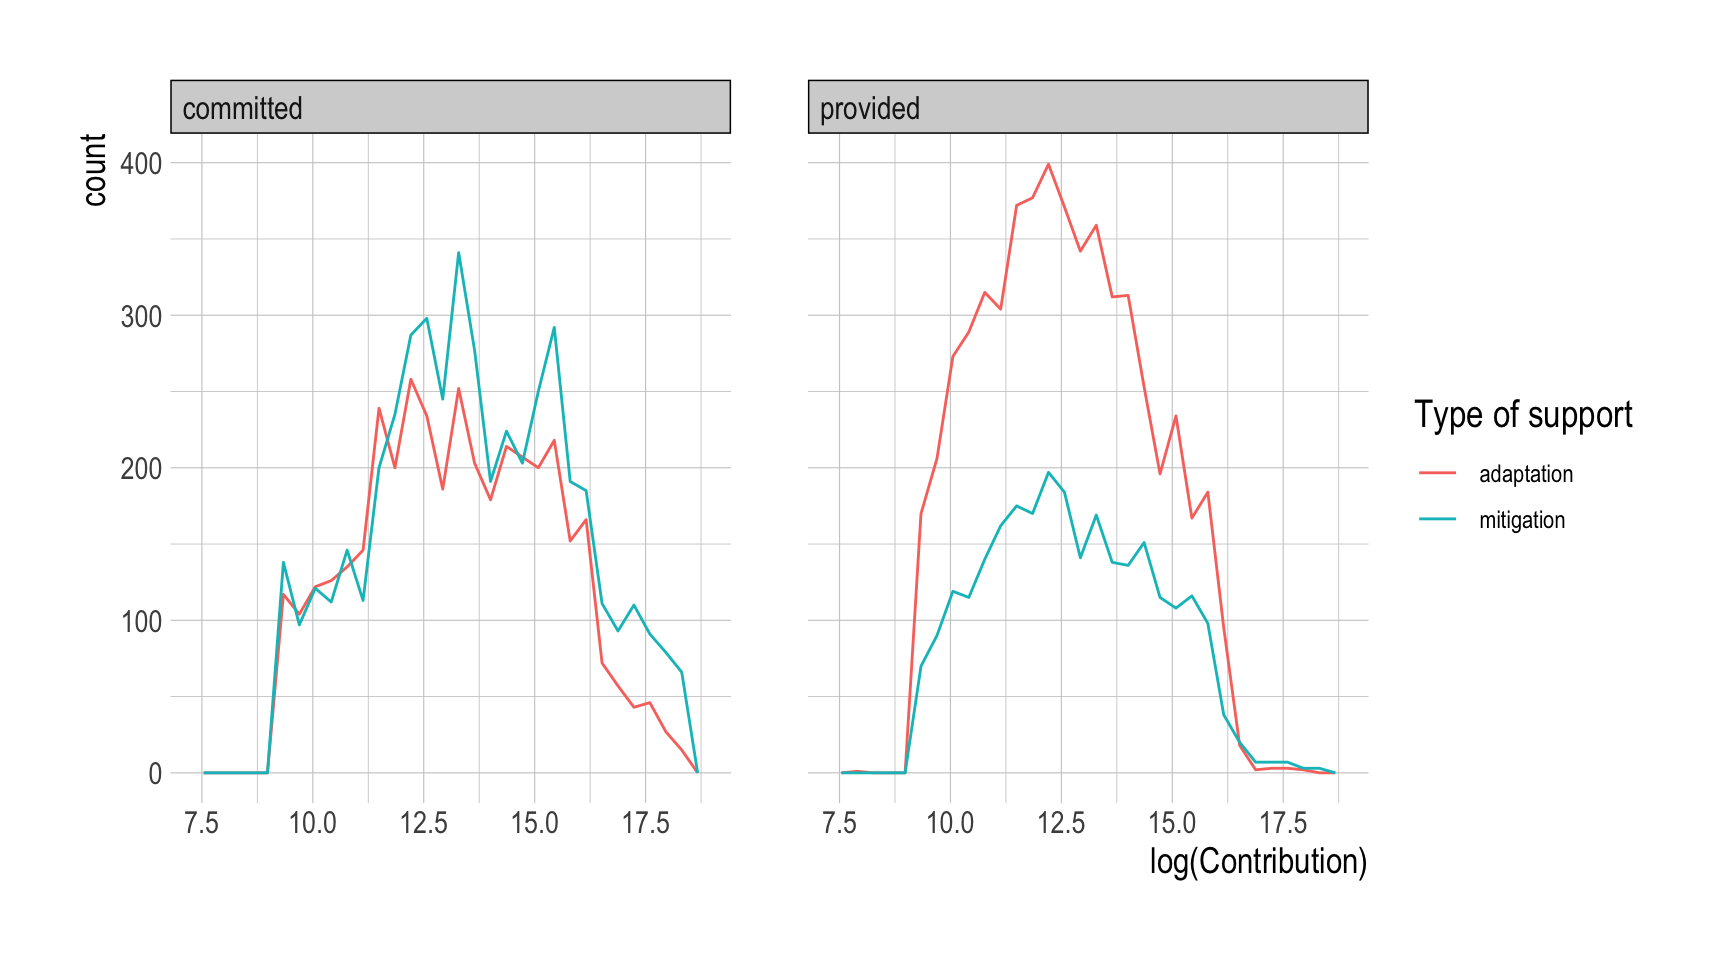 committed
provided
count
400
300
200
100
0
7.5 10.0 12.5 15.0 17.5
7.5 10.0 12.5 15.0 17.5
log(Contribution)
Type of support
adaptation
mitigation